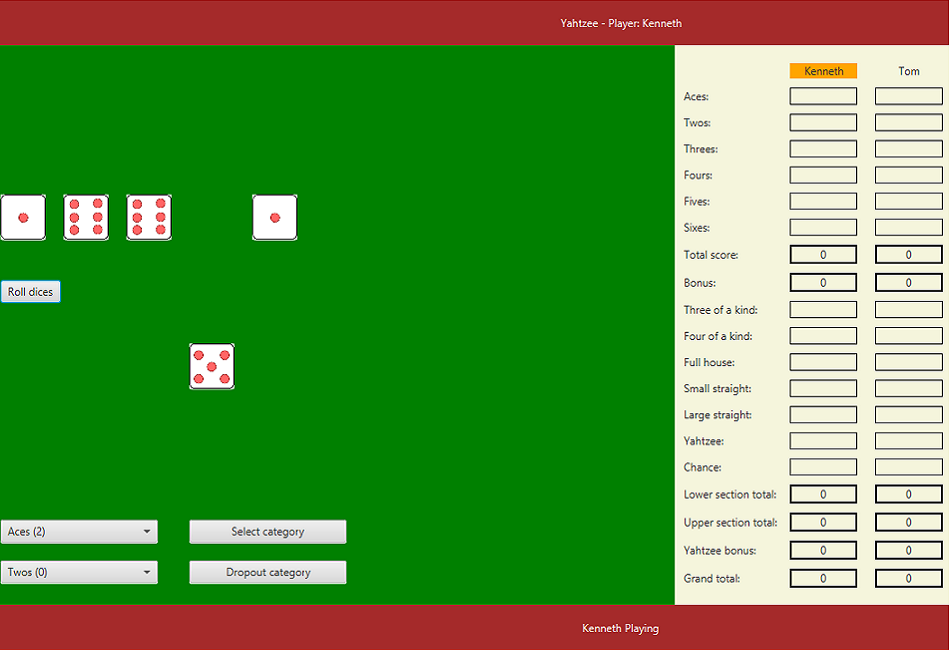 Yahtzee - Player: Kenneth
Kenneth Tom
Aces:
Twos:
Threes:
Fours:
Fives:
Sixes:
Total score: 0 0
Bonus: 0 0
Three of a kind:
Four of a kind:
Full house:
Small straight:
Large straight:
Yahtzee:
Chance:
Lower section total: 0 0
Upper section total: 0 0
Yahtzee bonus: 0 0
Grand total: 0 0
Roll dices
Aces (2) Select category
Twos (0) Dropout category
Kenneth Playing